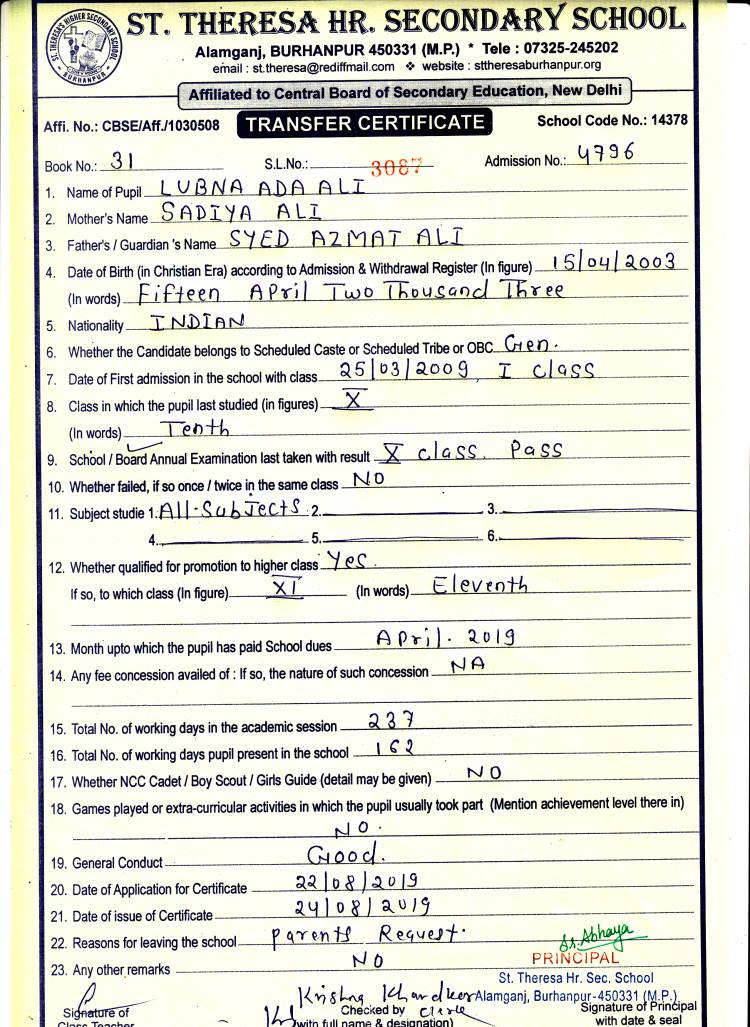 ST. THERESA'S HIGHER SECONDARY SCHOOL
BURHANPUR
ST. THERESA HR. SECONDARY SCHOOL
Alamganj, BURHANPUR 450331 (M.P.) * Tele : 07325-245202
email : st.theresa@rediffmail.com ❖ website : sttheresaburhanpur.org
Affiliated to Central Board of Secondary Education, New Delhi
Affi. No.: CBSE/Aff./1030508 TRANSFER CERTIFICATE School Code No.: 14378
Book No.: 31 S.L.No.: 3087 Admission No.: 4796
1. Name of Pupil LUBNA ADA ALI
2. Mother's Name SADIYA ALI
3. Father's / Guardian 's Name SYED AZMAT ALI
4. Date of Birth (in Christian Era) according to Admission & Withdrawal Register (In figure) 15/04/2003
(In words) Fifteen April Two Thousand Three
5. Nationality INDIAN
6. Whether the Candidate belongs to Scheduled Caste or Scheduled Tribe or OBC Gen.
7. Date of First admission in the school with class 25/03/2009, I class
8. Class in which the pupil last studied (in figures) X
(In words) Tenth
9. School / Board Annual Examination last taken with result X class. Pass
10. Whether failed, if so once / twice in the same class NO
11. Subject studie 1. All-Subjects 2. 3.
4. 5. 6.
12. Whether qualified for promotion to higher class Yes
If so, to which class (In figure) XI (In words) Eleventh
13. Month upto which the pupil has paid School dues April. 2019
14. Any fee concession availed of : If so, the nature of such concession NA
15. Total No. of working days in the academic session 237
16. Total No. of working days pupil present in the school 162
17. Whether NCC Cadet / Boy Scout / Girls Guide (detail may be given) NO
18. Games played or extra-curricular activities in which the pupil usually took part (Mention achievement level there in)
NO.
19. General Conduct Good.
20. Date of Application for Certificate 22/08/2019
21. Date of issue of Certificate 24/08/2019
22. Reasons for leaving the school Parents Request.
23. Any other remarks NO
Sr. Abhaya
PRINCIPAL
St. Theresa Hr. Sec. School
Alamganj, Burhanpur-450331 (M.P.)
Krishna Khandker
Signature of Checked by Clerk Signature of Principal
Class Teacher (with full name & designation) with date & seal